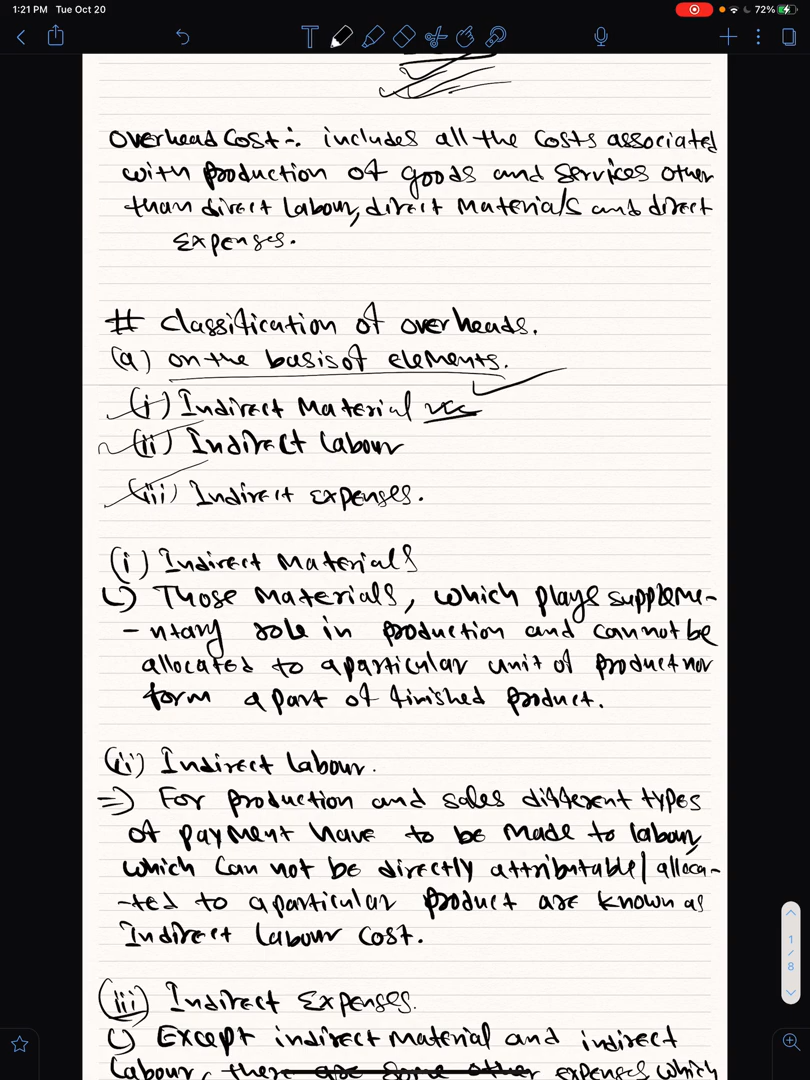 1:21 PM Tue Oct 20
72%
Overhead Cost :- includes all the costs associated
with production of goods and services other
than direct labour, direct materials and direct
expenses.
# Classification of overheads.
(a) on the basis of elements.
(i) Indirect Material
(ii) Indirect Labour
(iii) Indirect expenses.
(i) Indirect Materials
Those Materials, which plays suppleme-
-ntary role in production and cannot be
allocated to a particular unit of product nor
form a part of finished product.
(ii) Indirect Labour.
=> For production and sales different types
of payment have to be made to labour,
which can not be directly attributable/alloca-
-ted to a particular product are known as
Indirect Labour Cost.
(iii) Indirect Expenses.
Except indirect material and indirect
labour, there are some other expenses which
1
/
8